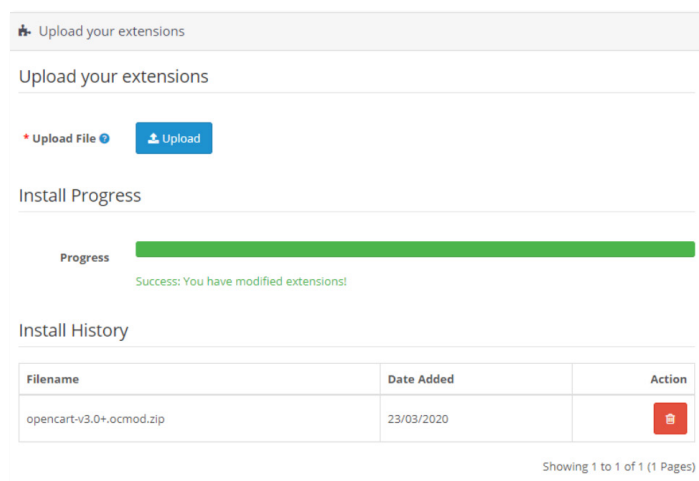 Upload your extensions
Upload your extensions
* Upload File
Upload
Install Progress
Progress
Success: You have modified extensions!
Install History
Filename Date Added Action
opencart-v3.0+.ocmod.zip 23/03/2020
Showing 1 to 1 of 1 (1 Pages)